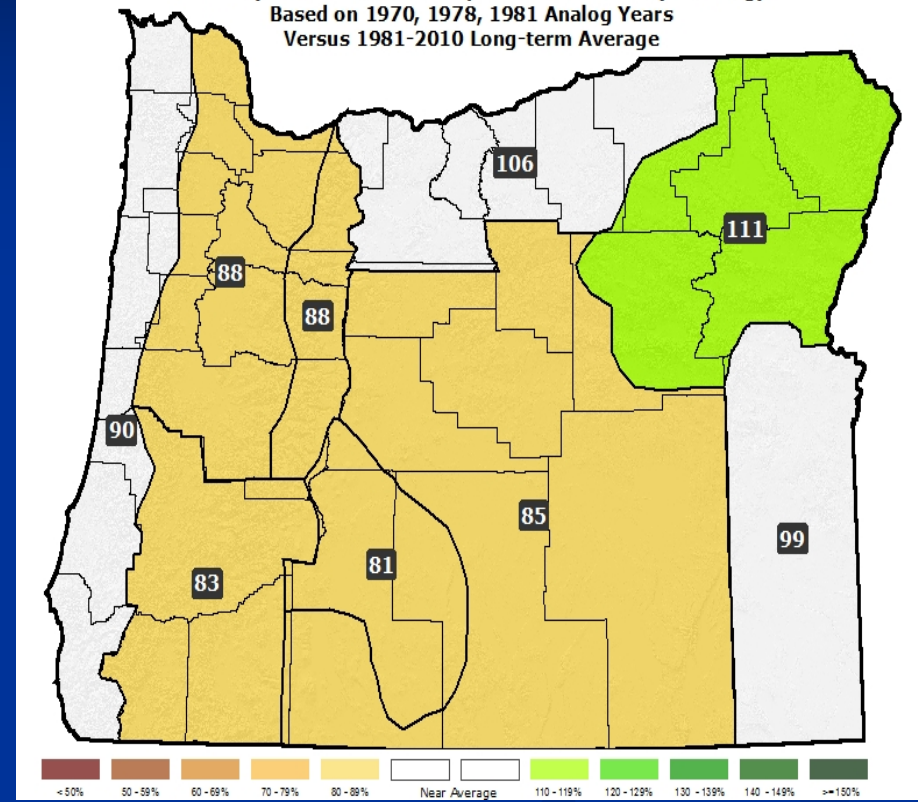 Based on 1970, 1978, 1981 Analog Years
Versus 1981-2010 Long-term Average
106
111
88
88
90
85
99
81
83
<50%
50 - 59%
60 - 69%
70 - 79%
80 - 89%
Near Average
110 - 119%
120 - 129%
130 - 139%
140 - 149%
>=150%